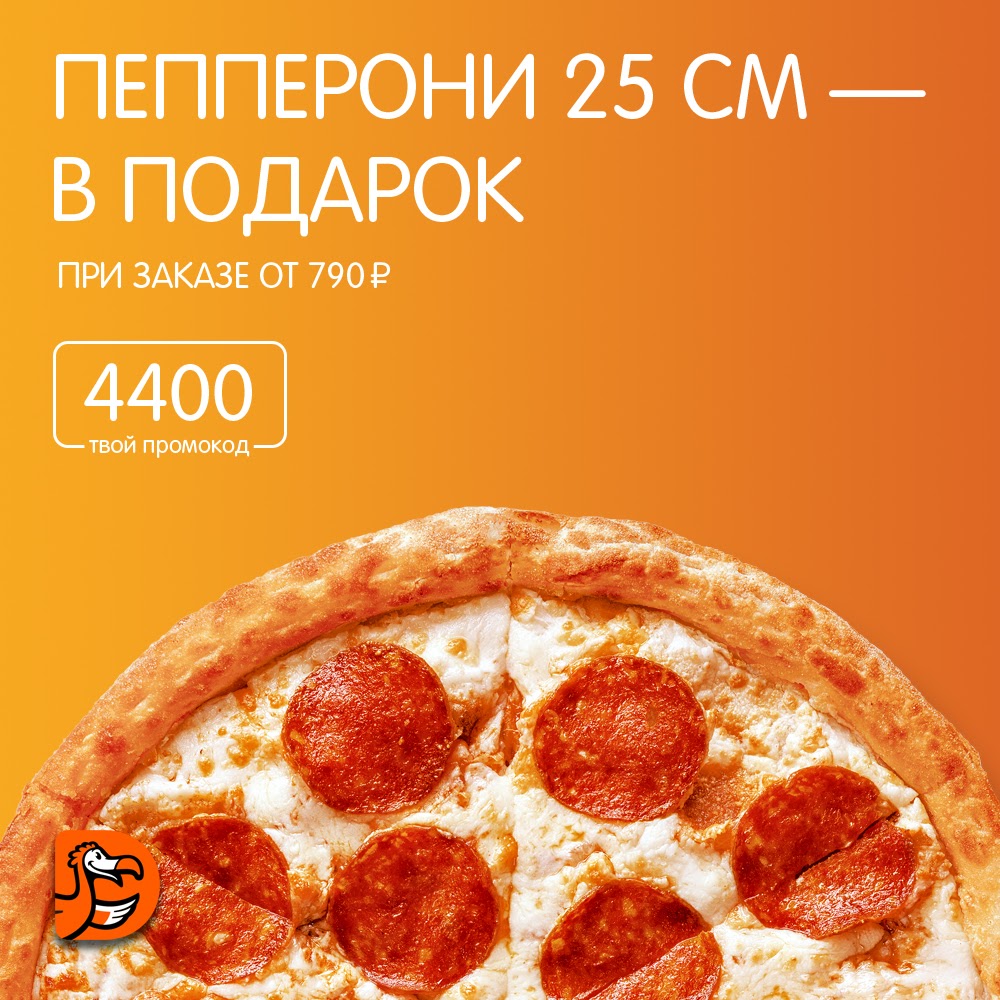 ПЕППЕРОНИ 25 СМ —
В ПОДАРОК
ПРИ ЗАКАЗЕ ОТ 790 ₽
4400
твой промокод